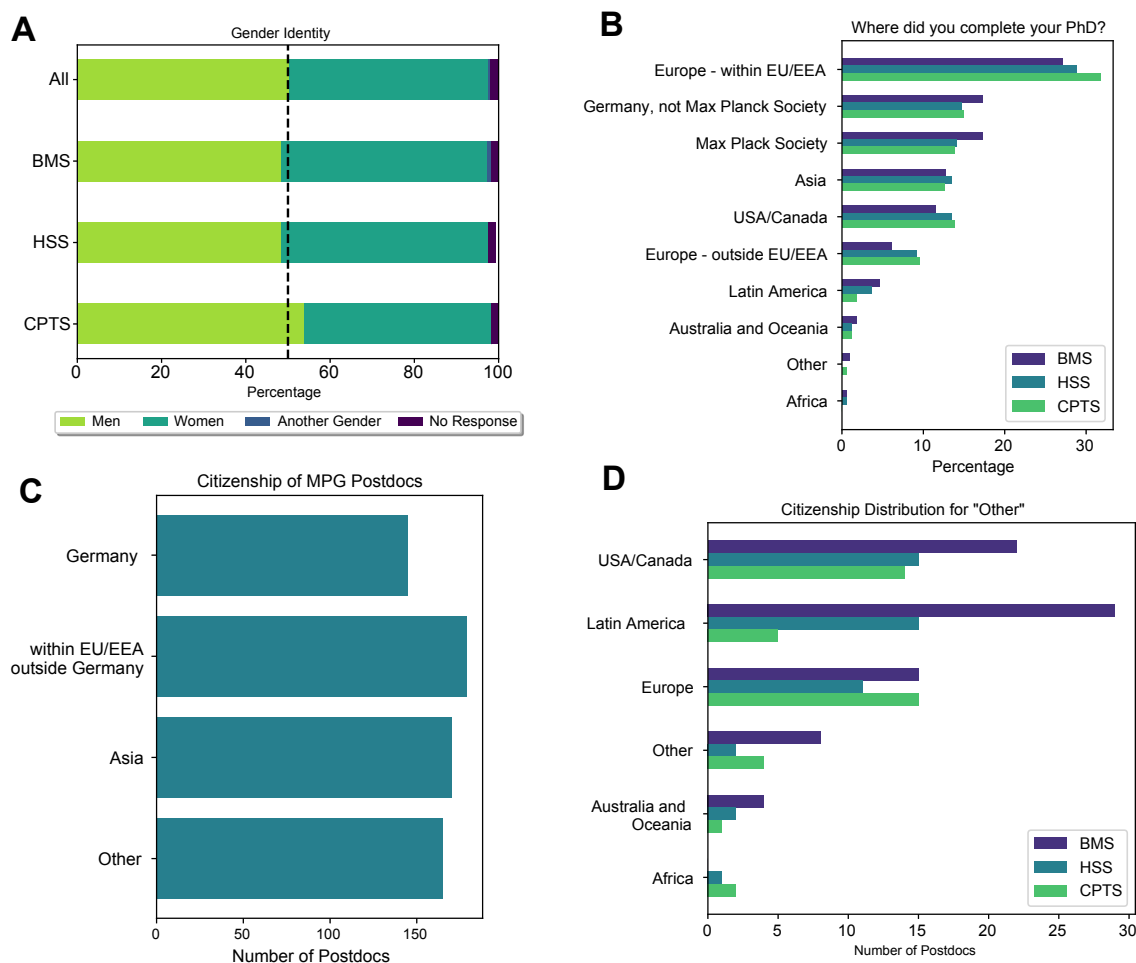 A
Gender Identity
All
BMS
HSS
CPTS
0
20
40
60
80
100
Percentage
Men
Women
Another Gender
No Response
B
Where did you complete your PhD?
Europe - within EU/EEA
Germany, not Max Planck Society
Max Plack Society
Asia
USA/Canada
Europe - outside EU/EEA
Latin America
Australia and Oceania
Other
Africa
BMS
HSS
CPTS
0
10
20
30
Percentage
C
Citizenship of MPG Postdocs
Germany
within EU/EEA
outside Germany
Asia
Other
0
50
100
150
Number of Postdocs
D
Citizenship Distribution for "Other"
USA/Canada
Latin America
Europe
Other
Australia and
Oceania
Africa
BMS
HSS
CPTS
0
5
10
15
20
25
30
Number of Postdocs